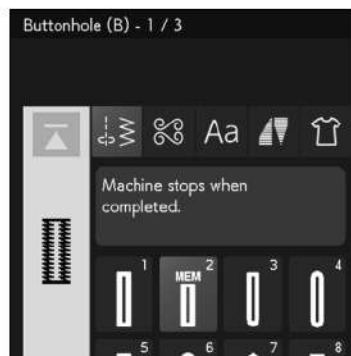 Buttonhole (B) - 1 / 3
Aa
Machine stops when
completed.
1
MEM 2
3
4
5
6
7
8